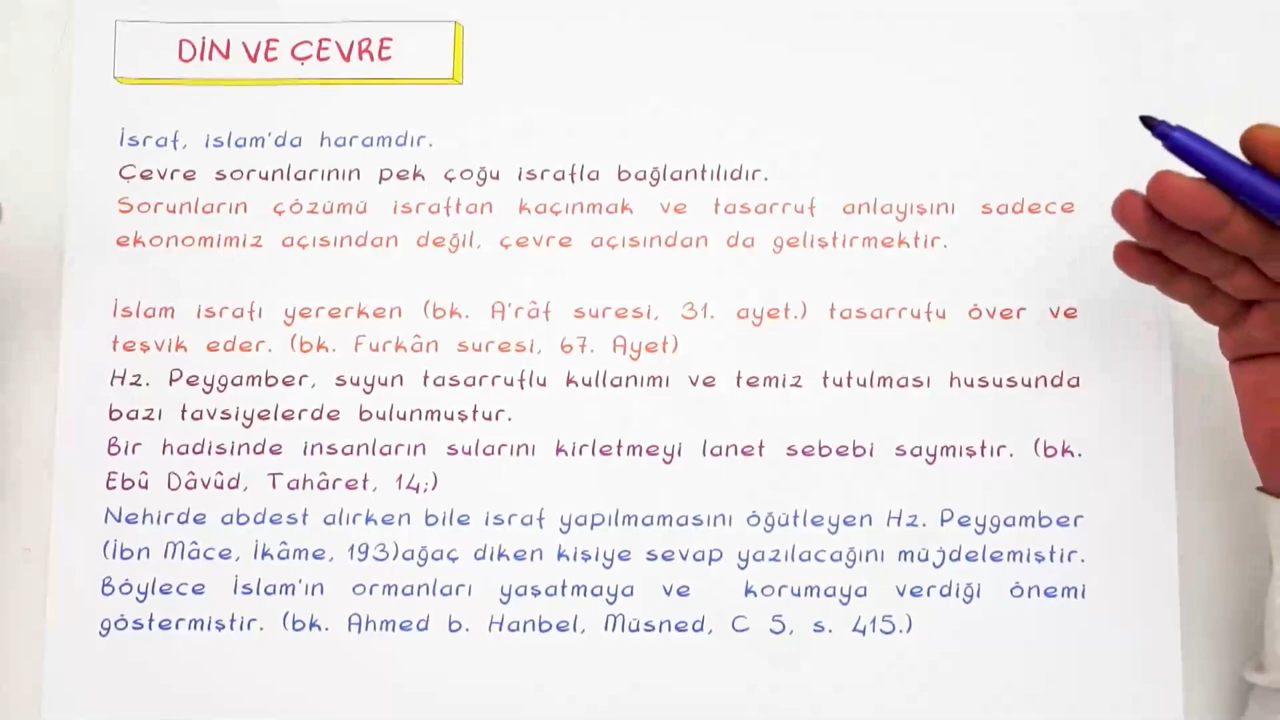 DİN VE ÇEVRE
İsraf, islam'da haramdır.
Çevre sorunlarının pek çoğu israfla bağlantılıdır.
Sorunların çözümü israftan kaçınmak ve tasarruf anlayışını sadece
ekonomimiz açısından değil, çevre açısından da geliştirmektir.
İslam israfı yererken (bk. A'râf suresi, 31. ayet.) tasarrufu över ve
teşvik eder. (bk. Furkân suresi, 67. Ayet)
Hz. Peygamber, suyun tasarruflu kullanımı ve temiz tutulması hususunda
bazı tavsiyelerde bulunmuştur.
Bir hadisinde insanların sularını kirletmeyi lanet sebebi saymıştır. (bk.
Ebû Dâvûd, Tahâret, 14;)
Nehirde abdest alırken bile israf yapılmamasını öğütleyen Hz. Peygamber
(İbn Mâce, İkâme, 193)ağaç diken kişiye sevap yazılacağını müjdelemiştir.
Böylece İslam'ın ormanları yaşatmaya ve korumaya verdiği önemi
göstermiştir. (bk. Ahmed b. Hanbel, Müsned, C 5, s. 415.)